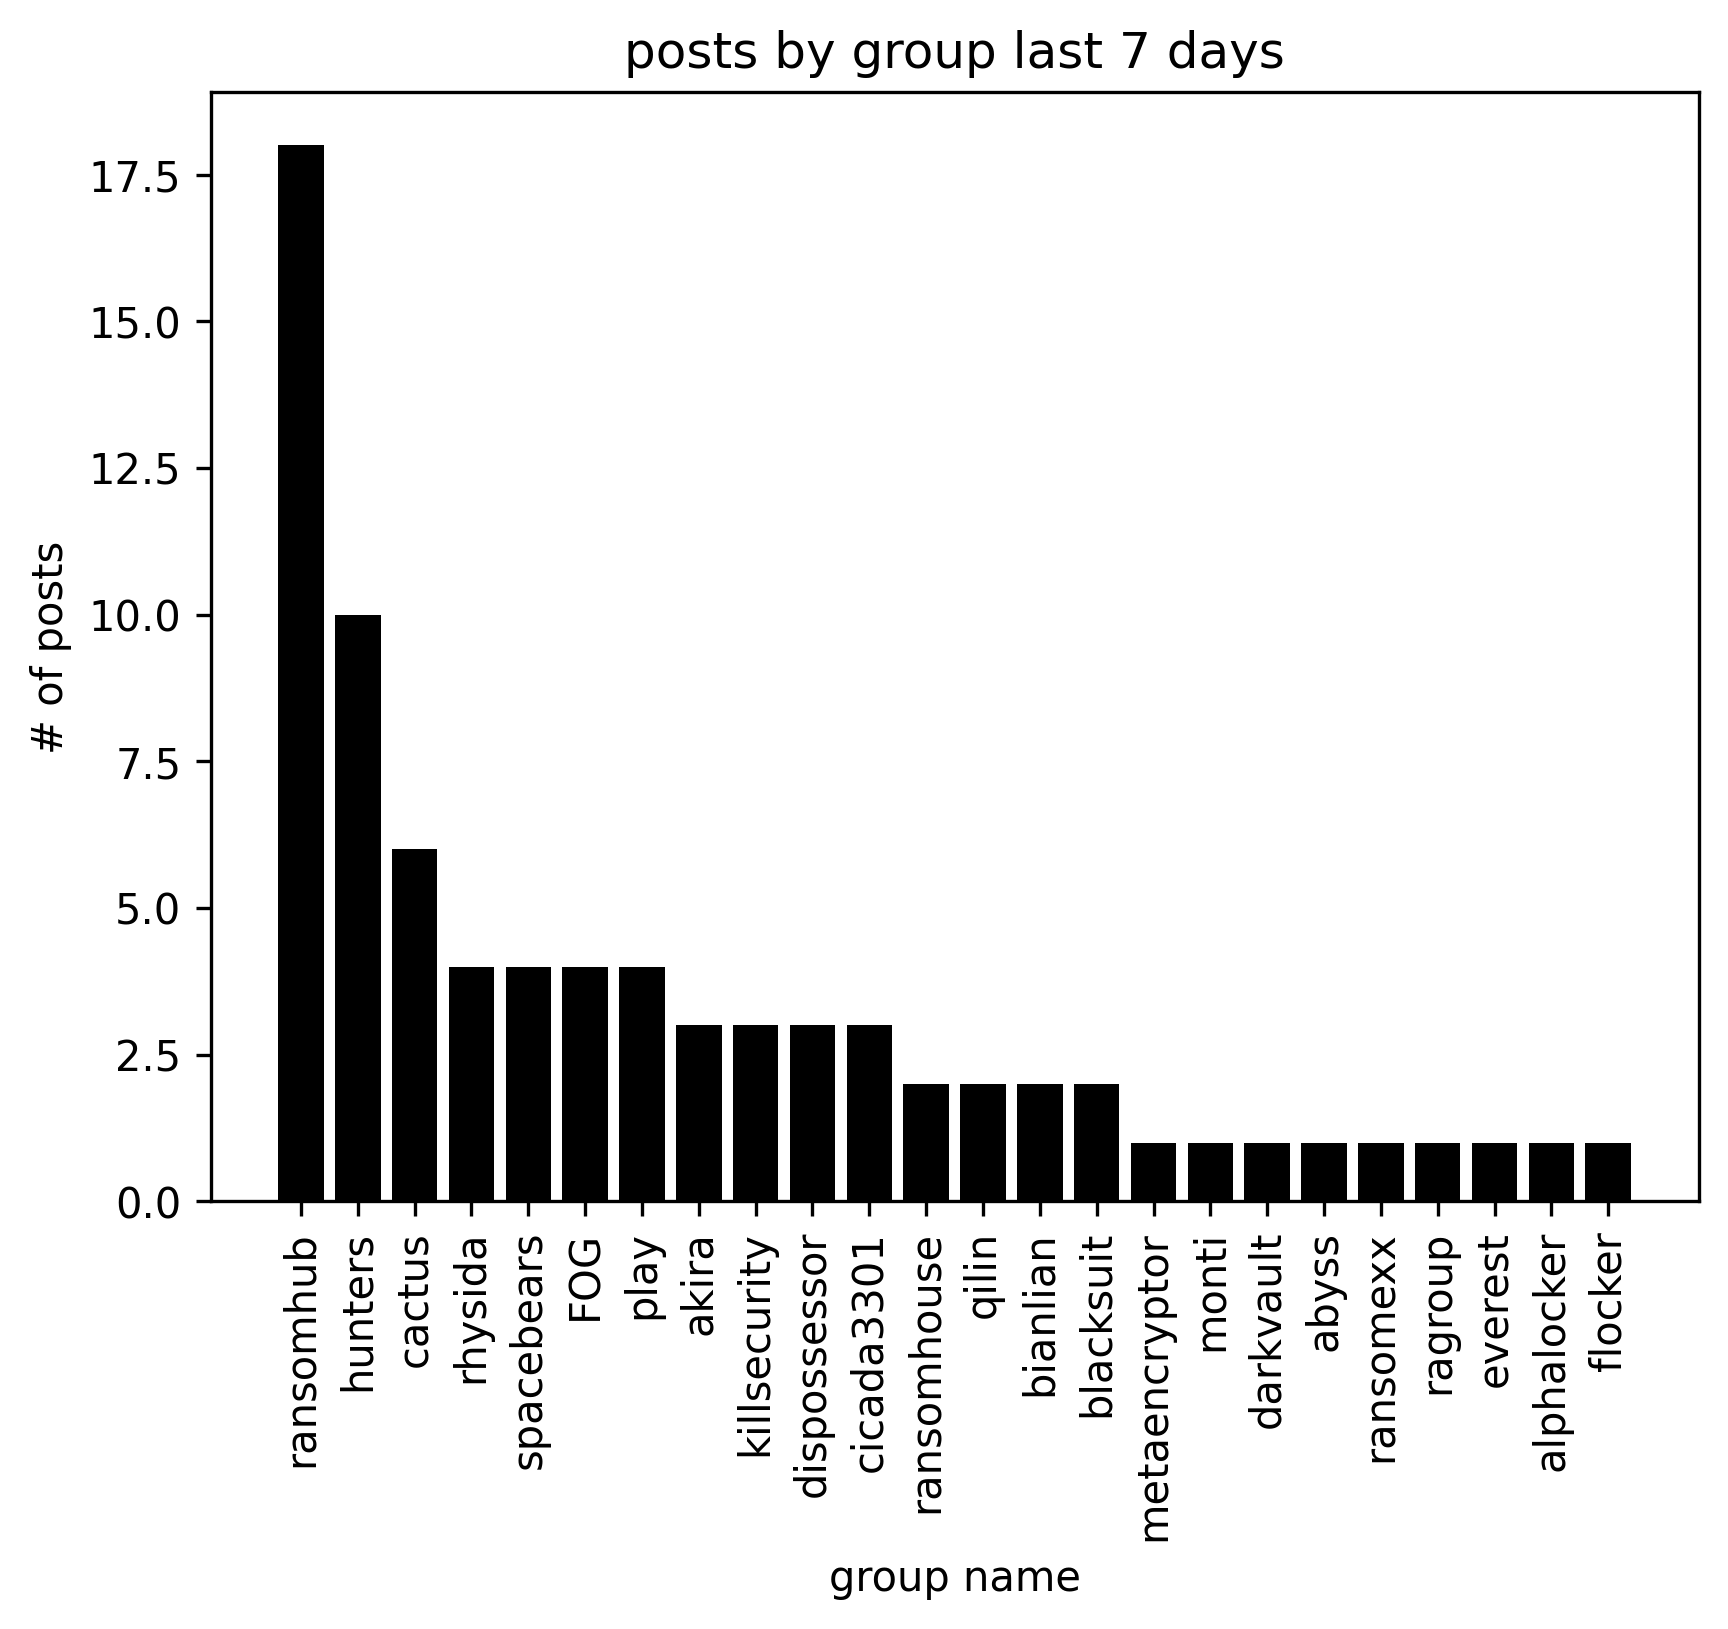 posts by group last 7 days
# of posts
17.5
15.0
12.5
10.0
7.5
5.0
2.5
0.0
ransomhub
hunters
cactus
rhysida
spacebears
FOG
play
akira
killsecurity
dispossessor
cicada3301
ransomhouse
qilin
bianlian
blacksuit
metaencryptor
monti
darkvault
abyss
ransomexx
ragroup
everest
alphalocker
flocker
group name